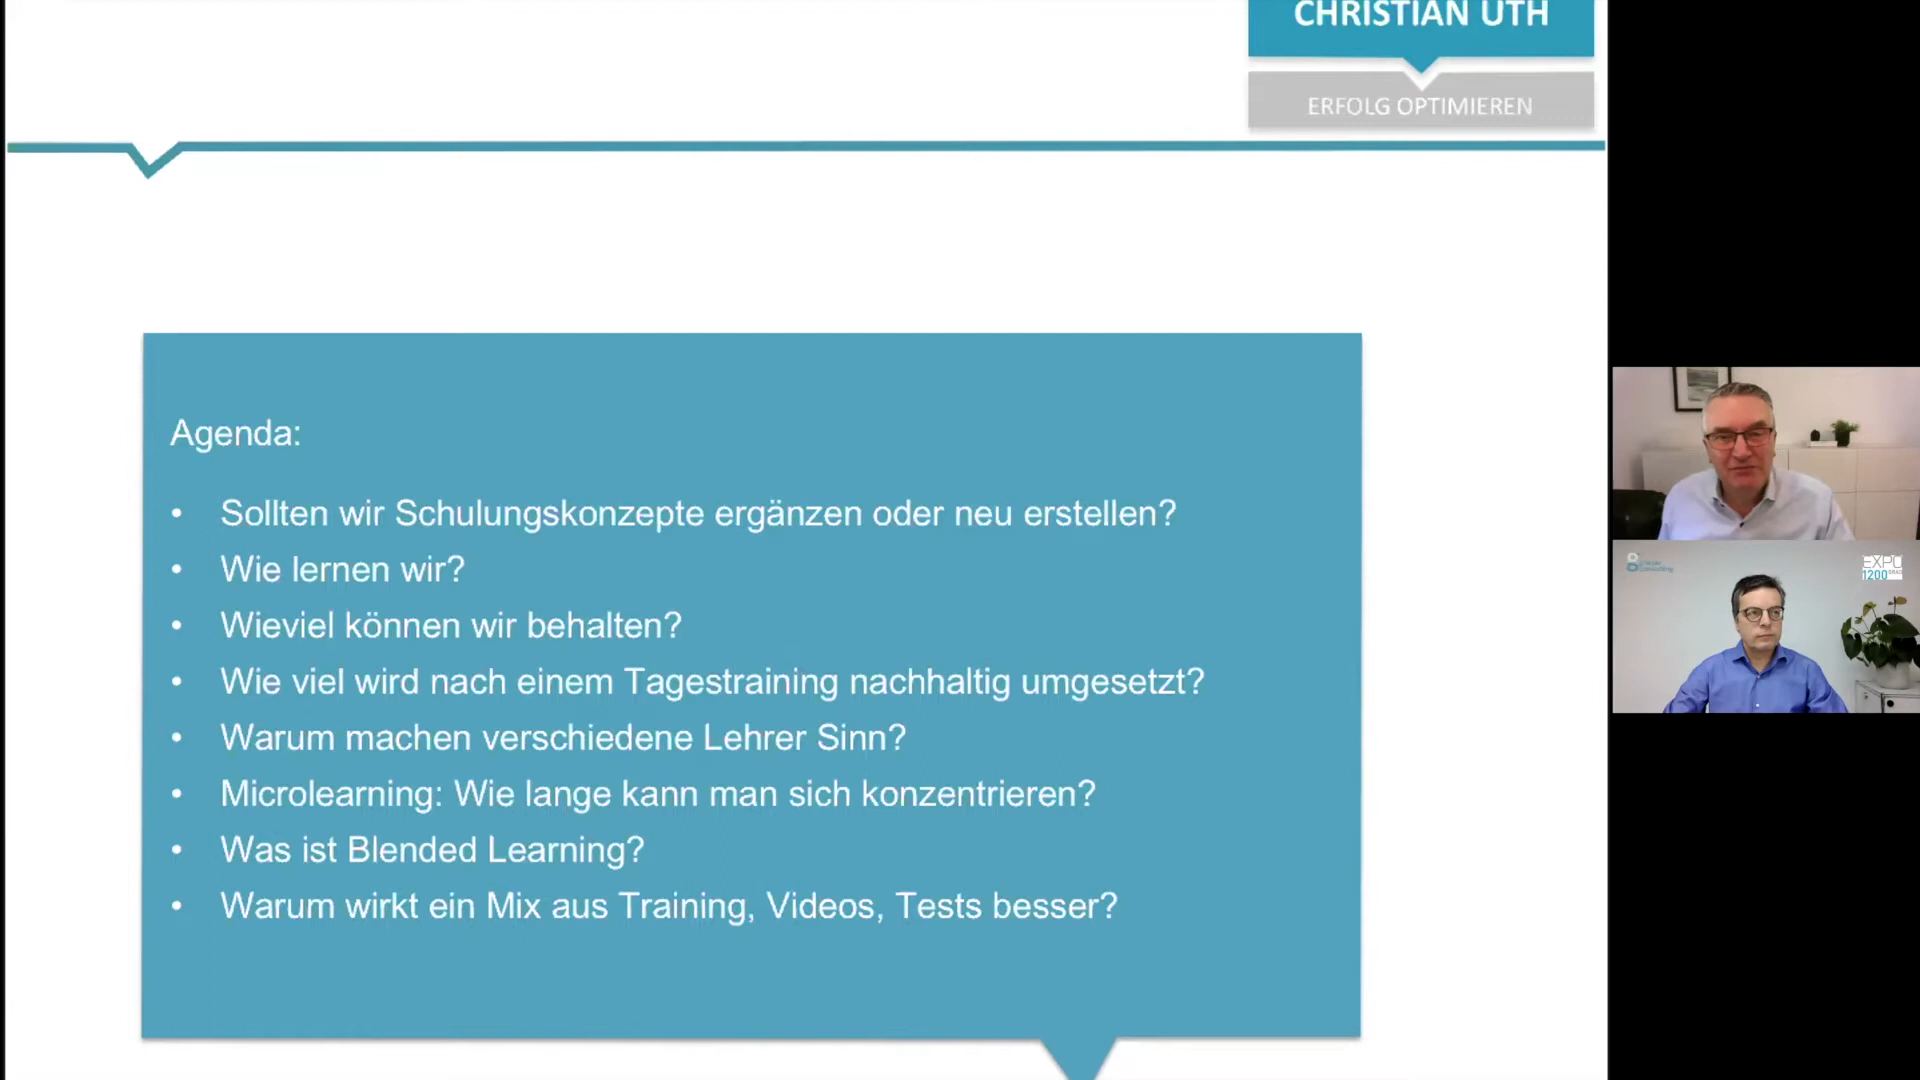 CHRISTIAN UTH
ERFOLG OPTIMIEREN
Agenda:
• Sollten wir Schulungskonzepte ergänzen oder neu erstellen?
• Wie lernen wir?
• Wieviel können wir behalten?
• Wie viel wird nach einem Tagestraining nachhaltig umgesetzt?
• Warum machen verschiedene Lehrer Sinn?
• Microlearning: Wie lange kann man sich konzentrieren?
• Was ist Blended Learning?
• Warum wirkt ein Mix aus Training, Videos, Tests besser?
EXPO
1200